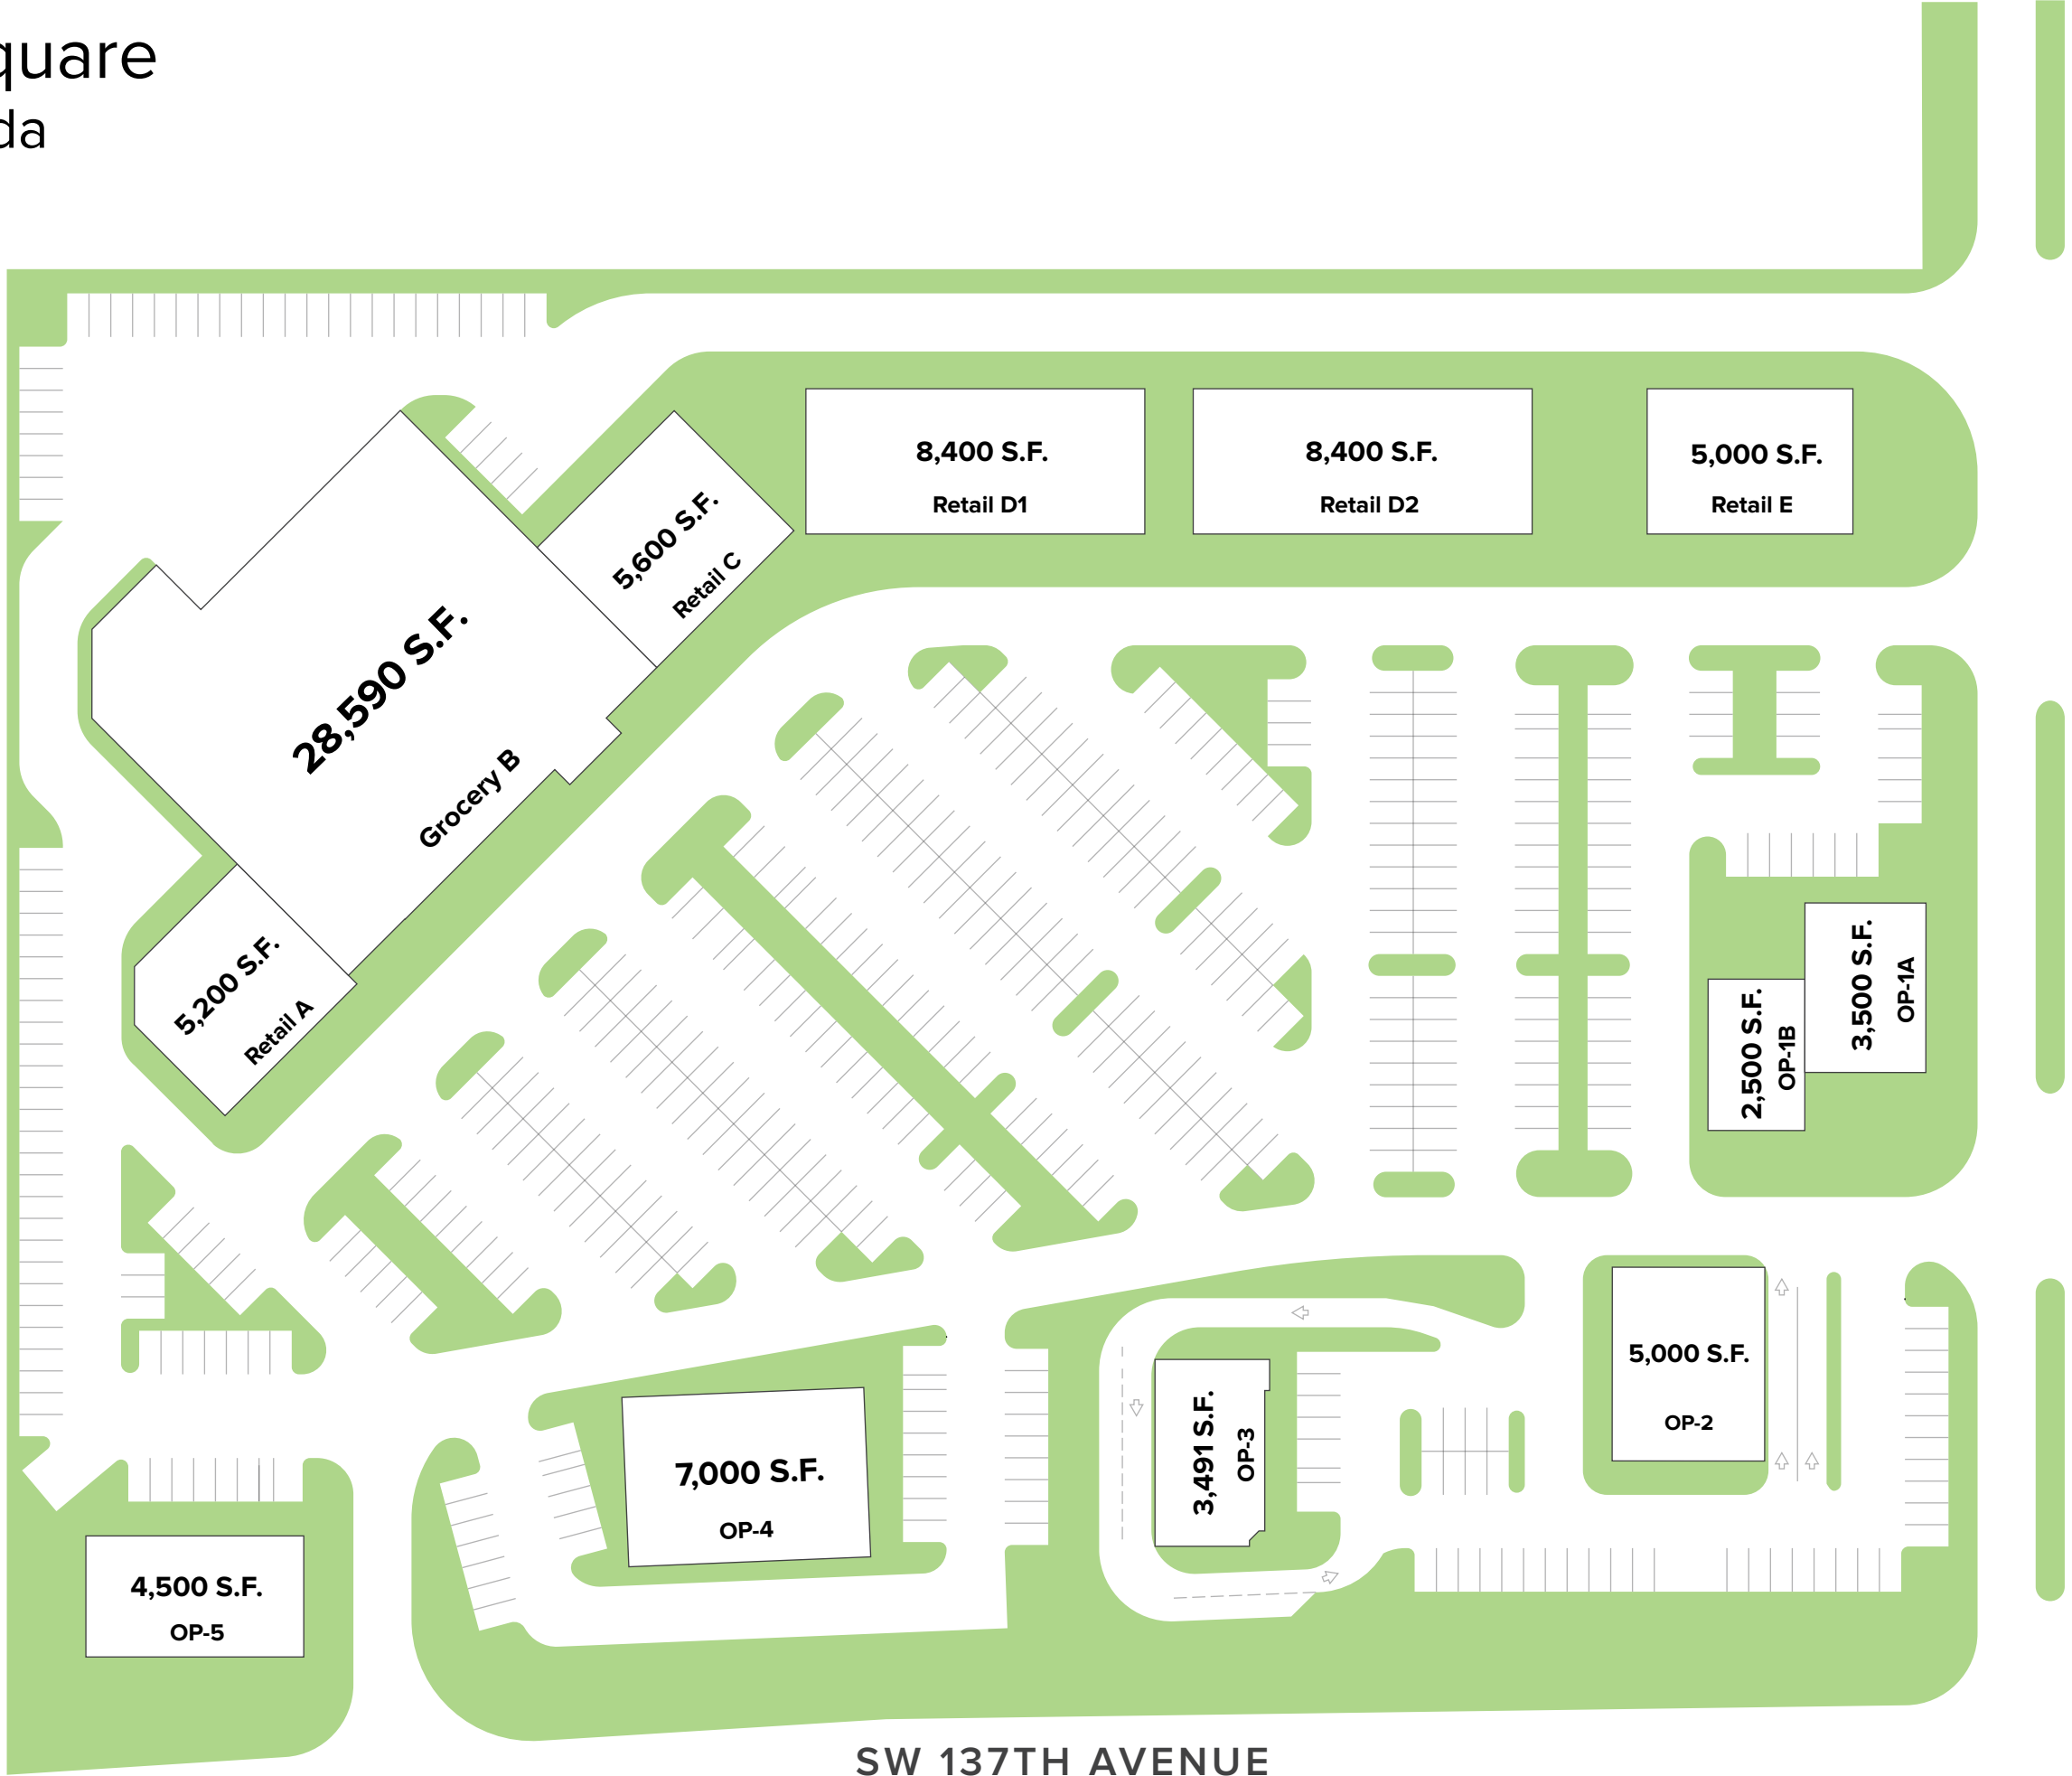 quare
da
8,400 S.F.
Retail D1
8,400 S.F.
Retail D2
5,000 S.F.
Retail E
5,600 S.F.
Retail C
28,590 S.F.
Grocery B
5,200 S.F.
Retail A
3,500 S.F.
OP-1A
2,500 S.F.
OP-1B
5,000 S.F.
OP-2
3,491 S.F.
OP-3
7,000 S.F.
OP-4
4,500 S.F.
OP-5
SW 137TH AVENUE